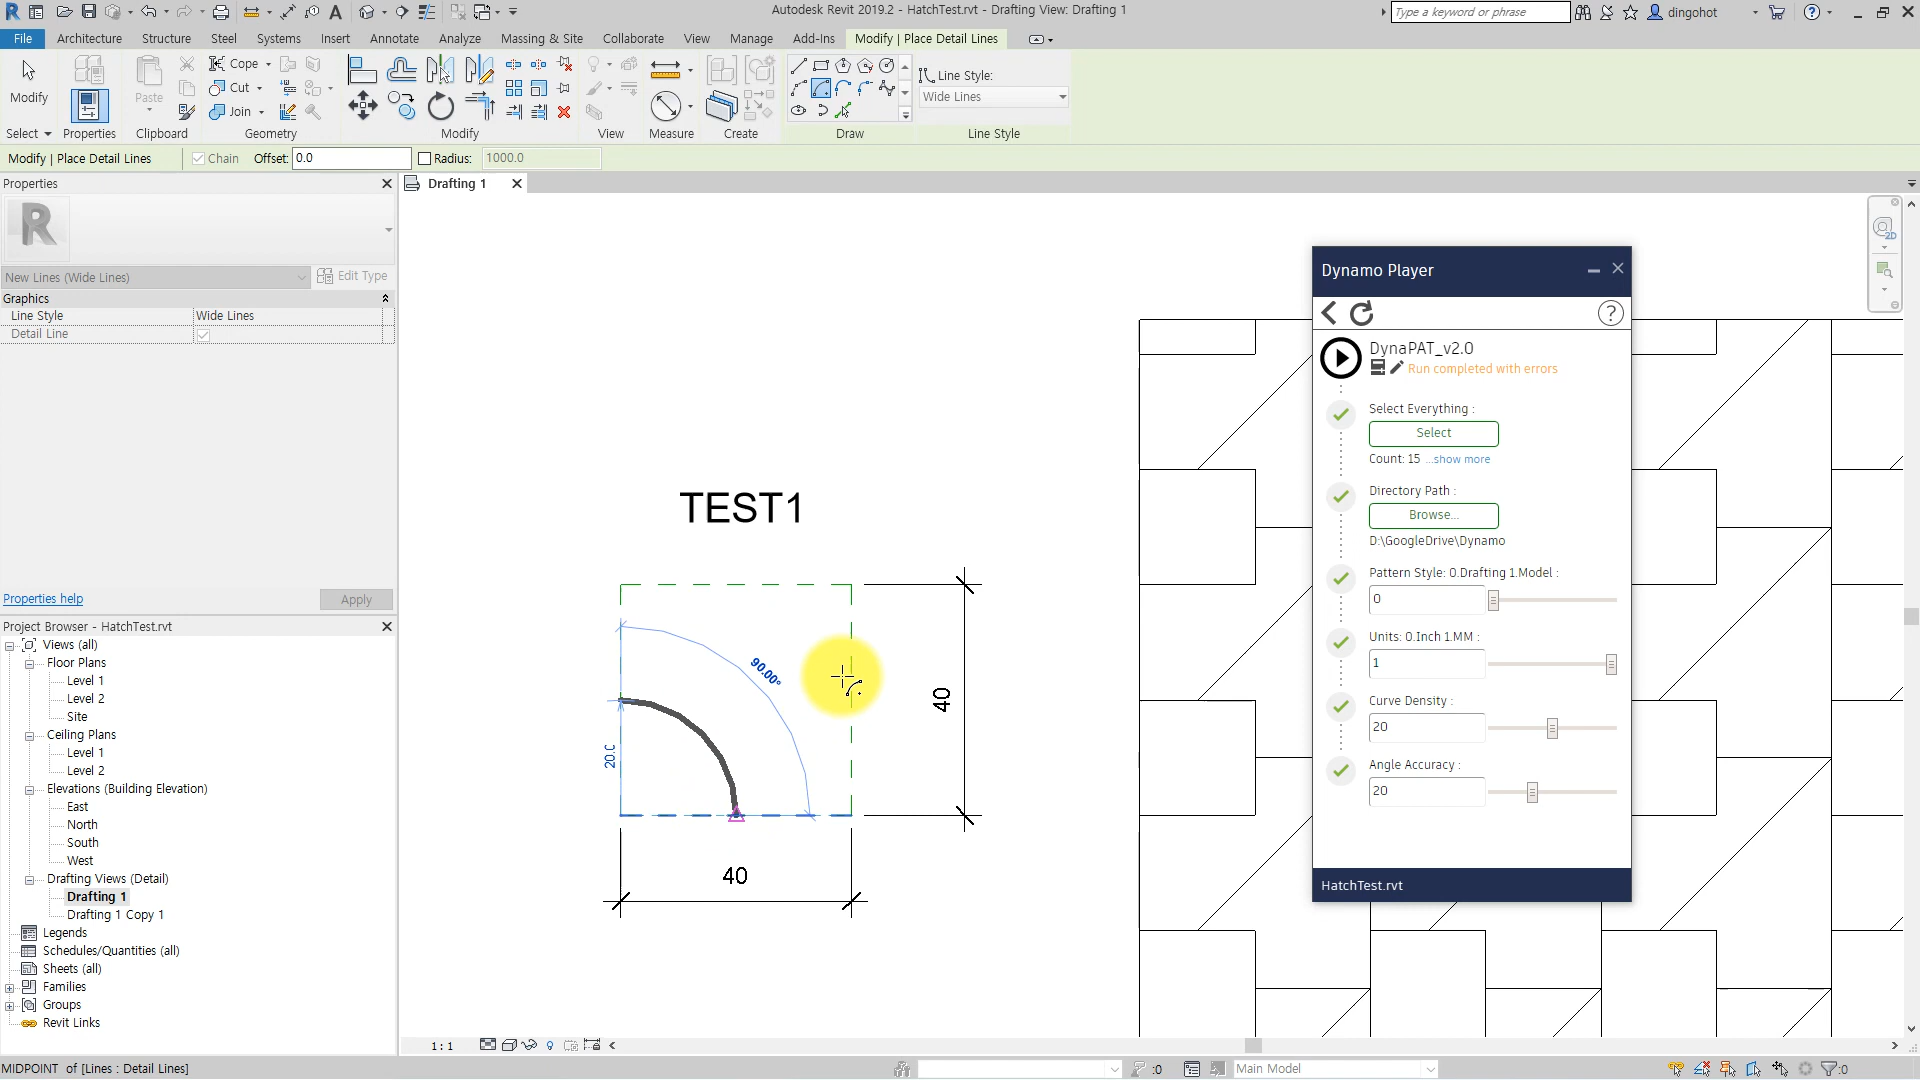 Autodesk Revit 2019.2 - HatchTest.rvt - Drafting View: Drafting 1
Type a keyword or phrase
dingohot
File
Architecture
Structure
Steel
Systems
Insert
Annotate
Analyze
Massing & Site
Collaborate
View
Manage
Add-Ins
Modify | Place Detail Lines
Modify
Paste
Cope
Cut
Join
Line Style:
Wide Lines
Select
Properties
Clipboard
Geometry
Modify
View
Measure
Create
Draw
Line Style
Modify | Place Detail Lines
Chain
Offset:
0.0
Radius:
1000.0
Properties
Drafting 1
R
New Lines (Wide Lines)
Edit Type
Graphics
Line Style
Wide Lines
Detail Line
Properties help
Apply
Project Browser - HatchTest.rvt
Views (all)
Floor Plans
Level 1
Level 2
Site
Ceiling Plans
Level 1
Level 2
Elevations (Building Elevation)
East
North
South
West
Drafting Views (Detail)
Drafting 1
Drafting 1 Copy 1
Legends
Schedules/Quantities (all)
Sheets (all)
Families
Groups
Revit Links
TEST1
90.00°
20.0
40
40
2D
Dynamo Player
DynaPAT_v2.0
Run completed with errors
Select Everything :
Select
Count: 15 ...show more
Directory Path :
Browse...
D:\GoogleDrive\Dynamo
Pattern Style: 0.Drafting 1.Model :
0
Units: 0.Inch 1.MM :
1
Curve Density :
20
Angle Accuracy :
20
HatchTest.rvt
1 : 1
MIDPOINT of [Lines : Detail Lines]
:0
Main Model
:0